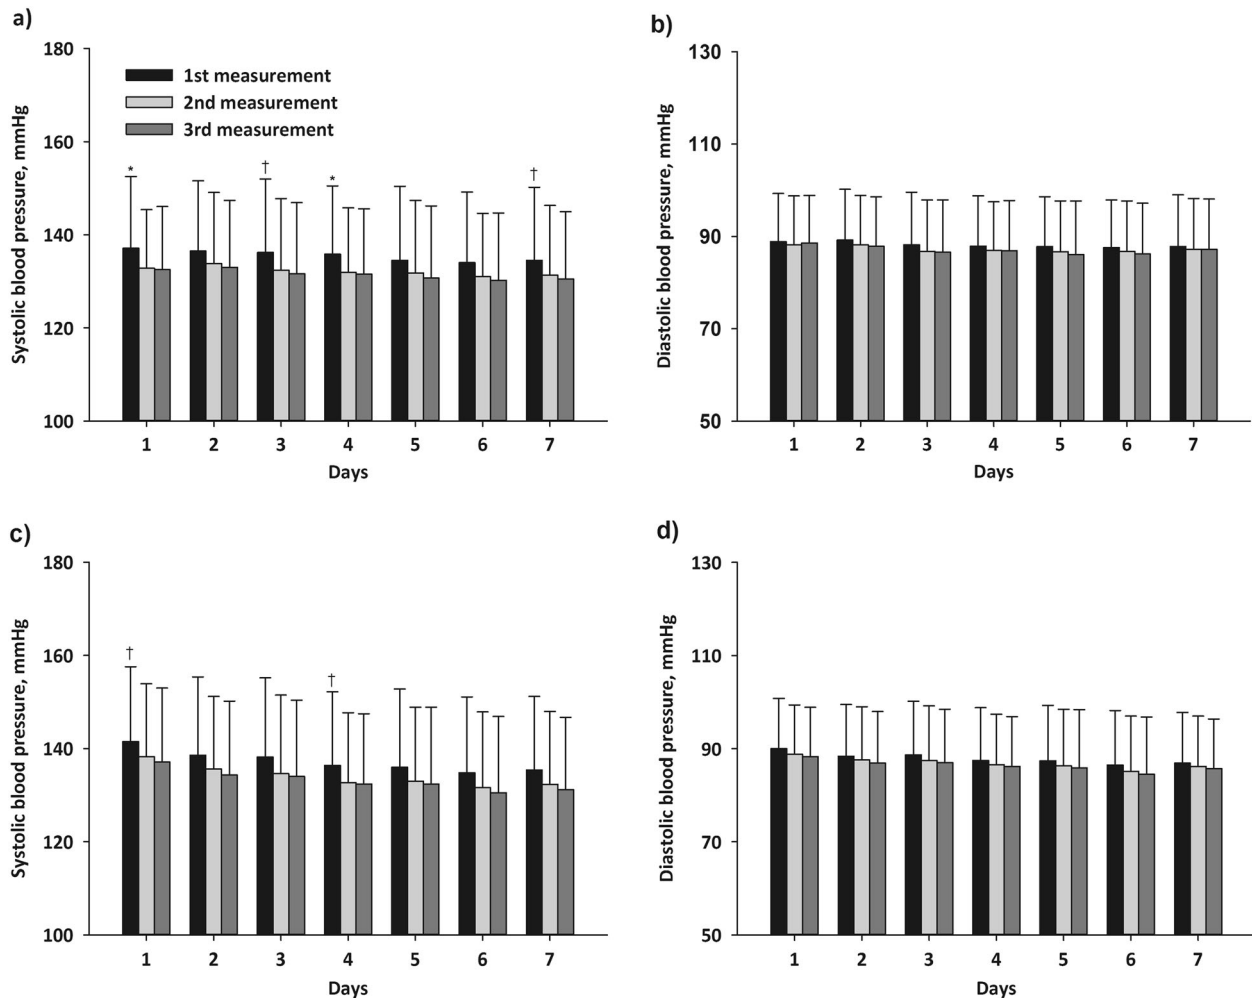 a)
180
160
140
120
100
Systolic blood pressure, mmHg
1st measurement
2nd measurement
3rd measurement
*
†
*
†
1 2 3 4 5 6 7
Days
b)
130
110
90
70
50
Diastolic blood pressure, mmHg
1 2 3 4 5 6 7
Days
c)
180
160
140
120
100
Systolic blood pressure, mmHg
†
†
1 2 3 4 5 6 7
Days
d)
130
110
90
70
50
Diastolic blood pressure, mmHg
1 2 3 4 5 6 7
Days